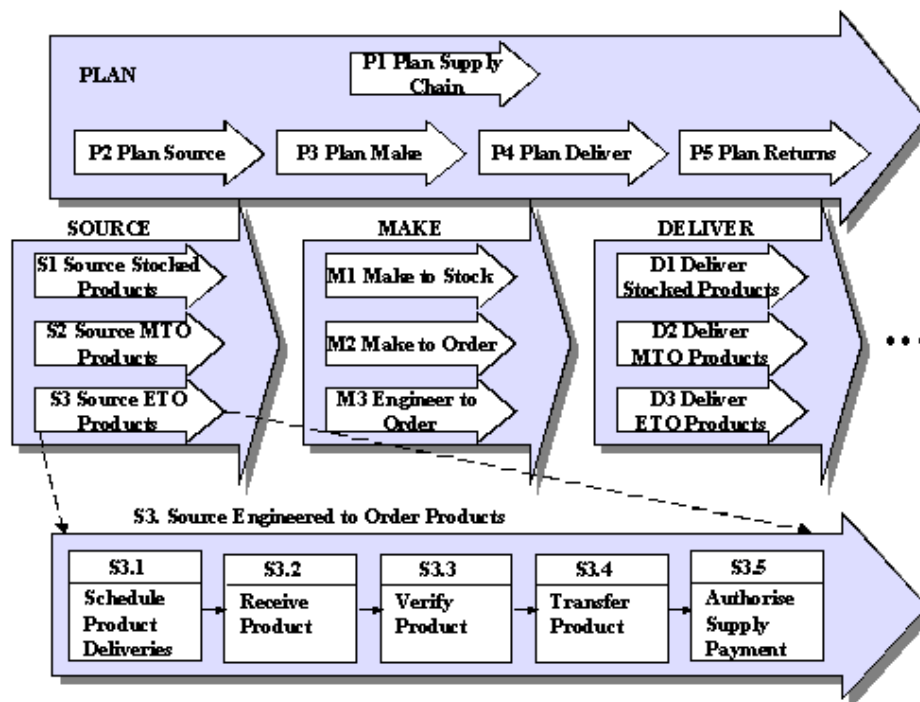 PLAN
P1 Plan Supply
Chain
P2 Plan Source
P3 Plan Make
P4 Plan Deliver
P5 Plan Returns
SOURCE
S1 Source Stocked
Products
S2 Source MTO
Products
S3 Source ETO
Products
MAKE
M1 Make to Stock
M2 Make to Order
M3 Engineer to
Order
DELIVER
D1 Deliver
Stocked Products
D2 Deliver
MTO Products
D3 Deliver
ETO Products
...
S3. Source Engineered to Order Products
S3.1
Schedule
Product
Deliveries
S3.2
Receive
Product
S3.3
Verify
Product
S3.4
Transfer
Product
S3.5
Authorise
Supply
Payment